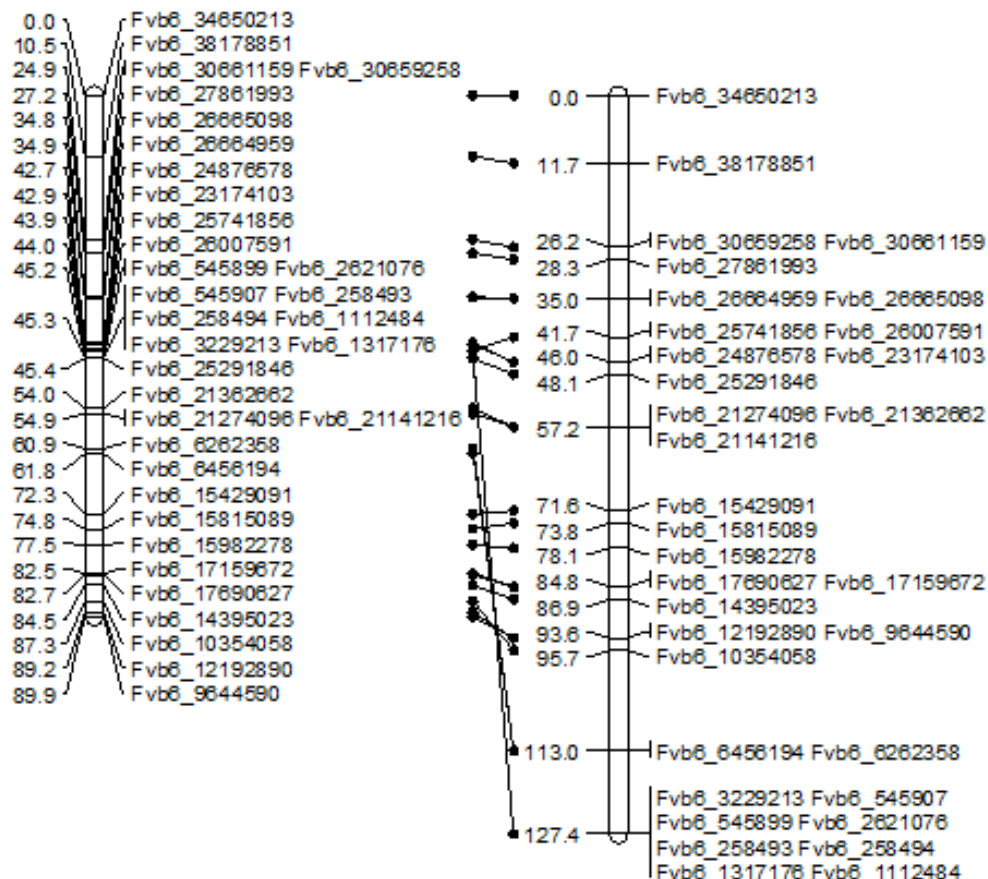 0.0 Fvb6_34650213
10.5 Fvb6_38178851
24.9 Fvb6_30661159 Fvb6_30659258
27.2 Fvb6_27861993
34.8 Fvb6_26665098
34.9 Fvb6_26664959
42.7 Fvb6_24876578
42.9 Fvb6_23174103
43.9 Fvb6_25741856
44.0 Fvb6_26007591
45.2 Fvb6_545899 Fvb6_2621076
Fvb6_545907 Fvb6_258493
45.3 Fvb6_258494 Fvb6_1112484
Fvb6_3229213 Fvb6_1317176
45.4 Fvb6_25291846
54.0 Fvb6_21362662
54.9 Fvb6_21274096 Fvb6_21141216
60.9 Fvb6_6262358
61.8 Fvb6_6456194
72.3 Fvb6_15429091
74.8 Fvb6_15815089
77.5 Fvb6_15982278
82.5 Fvb6_17159672
82.7 Fvb6_17690627
84.5 Fvb6_14395023
87.3 Fvb6_10354058
89.2 Fvb6_12192890
89.9 Fvb6_9644590
0.0 Fvb6_34650213
11.7 Fvb6_38178851
26.2 Fvb6_30659258 Fvb6_30661159
28.3 Fvb6_27861993
35.0 Fvb6_26664959 Fvb6_26665098
41.7 Fvb6_25741856 Fvb6_26007591
46.0 Fvb6_24876578 Fvb6_23174103
48.1 Fvb6_25291846
57.2 Fvb6_21274096 Fvb6_21362662
Fvb6_21141216
71.6 Fvb6_15429091
73.8 Fvb6_15815089
78.1 Fvb6_15982278
84.8 Fvb6_17690627 Fvb6_17159672
86.9 Fvb6_14395023
93.6 Fvb6_12192890 Fvb6_9644590
95.7 Fvb6_10354058
113.0 Fvb6_6456194 Fvb6_6262358
Fvb6_3229213 Fvb6_545907
127.4 Fvb6_545899 Fvb6_2621076
Fvb6_258493 Fvb6_258494
Fvb6_1317176 Fvb6_1112484